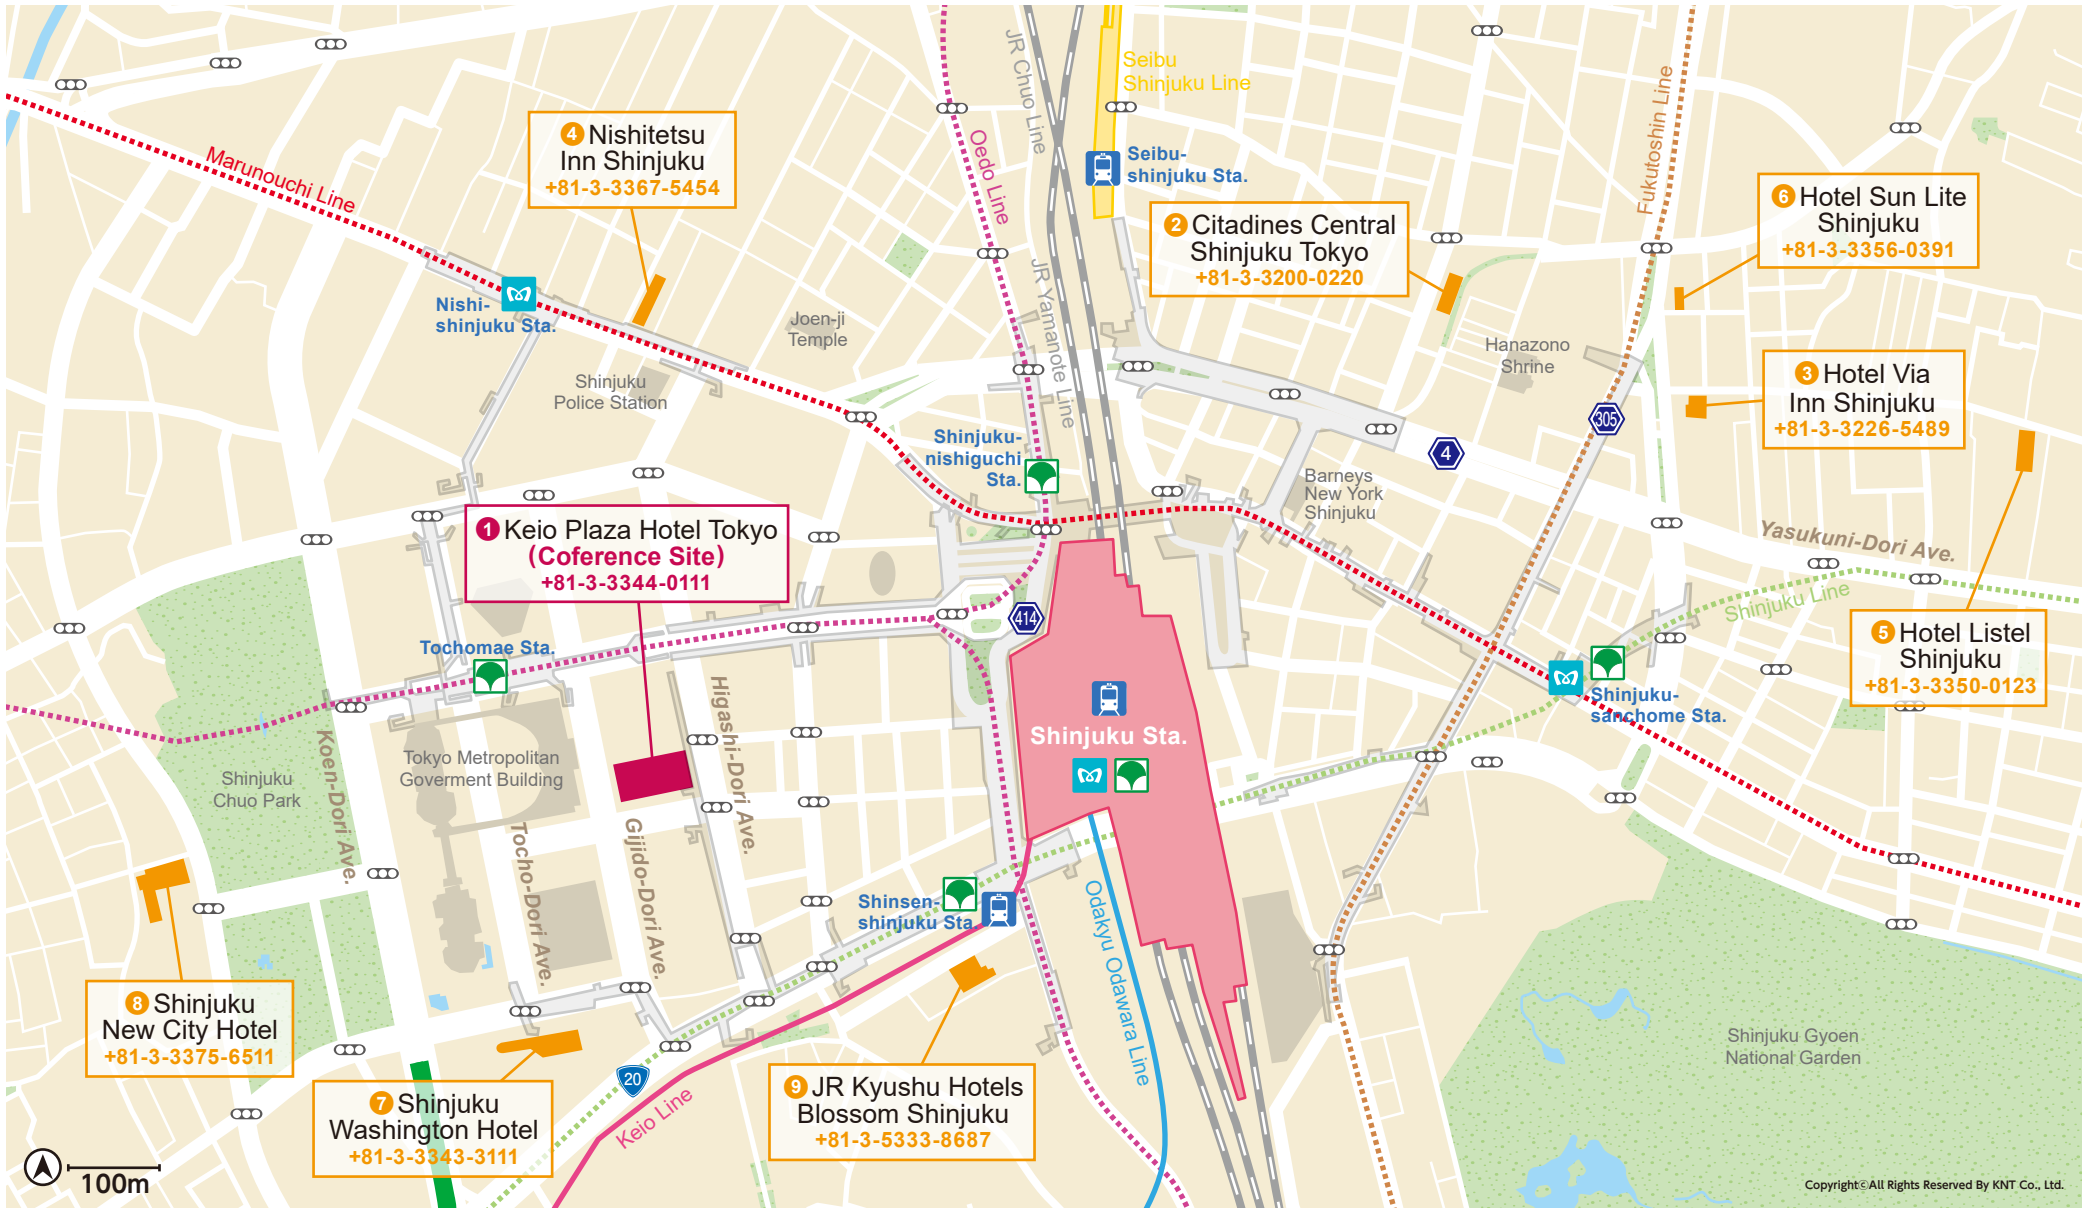 JR Chuo Line
Seibu
Shinjuku Line
Fukutoshin Line
Marunouchi Line
4 Nishitetsu
Inn Shinjuku
+81-3-3367-5454
Oedo Line
Seibu-
shinjuku Sta.
2 Citadines Central
Shinjuku Tokyo
+81-3-3200-0220
6 Hotel Sun Lite
Shinjuku
+81-3-3356-0391
Nishi-
shinjuku Sta.
JR Yamanote Line
Joen-ji
Temple
Hanazono
Shrine
Shinjuku
Police Station
3 Hotel Via
Inn Shinjuku
+81-3-3226-5489
305
4
Shinjuku-
nishiguchi
Sta.
Barneys
New York
Shinjuku
1 Keio Plaza Hotel Tokyo
(Coference Site)
+81-3-3344-0111
Yasukuni-Dori Ave.
Shinjuku Line
414
5 Hotel Listel
Shinjuku
+81-3-3350-0123
Tochomae Sta.
Shinjuku-
sanchome Sta.
Shinjuku Sta.
Higashi-Dori Ave.
Koen-Dori Ave.
Tokyo Metropolitan
Goverment Building
Shinjuku
Chuo Park
Tocho-Dori Ave.
Gjido-Dori Ave.
Shinsen-
shinjuku Sta.
Odakyu Odawara Line
8 Shinjuku
New City Hotel
+81-3-3375-6511
7 Shinjuku
Washington Hotel
+81-3-3343-3111
20
Keio Line
9 JR Kyushu Hotels
Blossom Shinjuku
+81-3-5333-8687
Shinjuku Gyoen
National Garden
100m
Copyright©All Rights Reserved By KNT Co., Ltd.